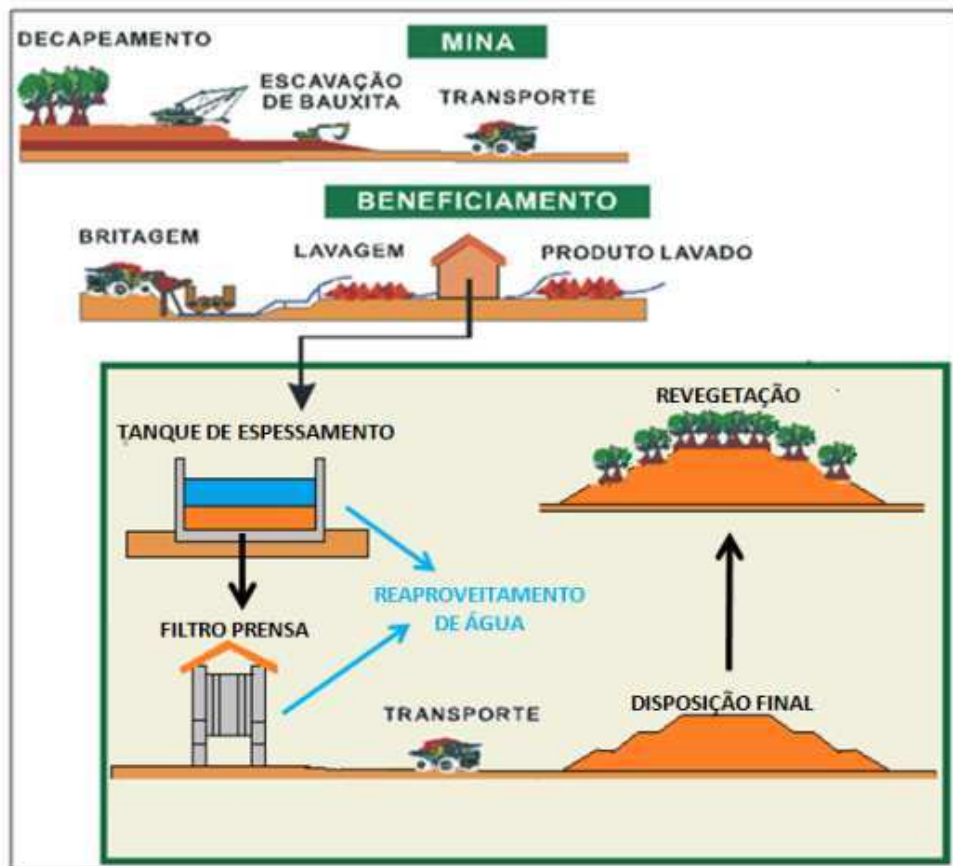 DECAPEAMENTO
MINA
ESCAVAÇÃO
DE BAUXITA
TRANSPORTE
BENEFICIAMENTO
BRITAGEM
LAVAGEM
PRODUTO LAVADO
TANQUE DE ESPESSAMENTO
REVEGETAÇÃO
REAPROVEITAMENTO
DE ÁGUA
FILTRO PRENSA
TRANSPORTE
DISPOSIÇÃO FINAL